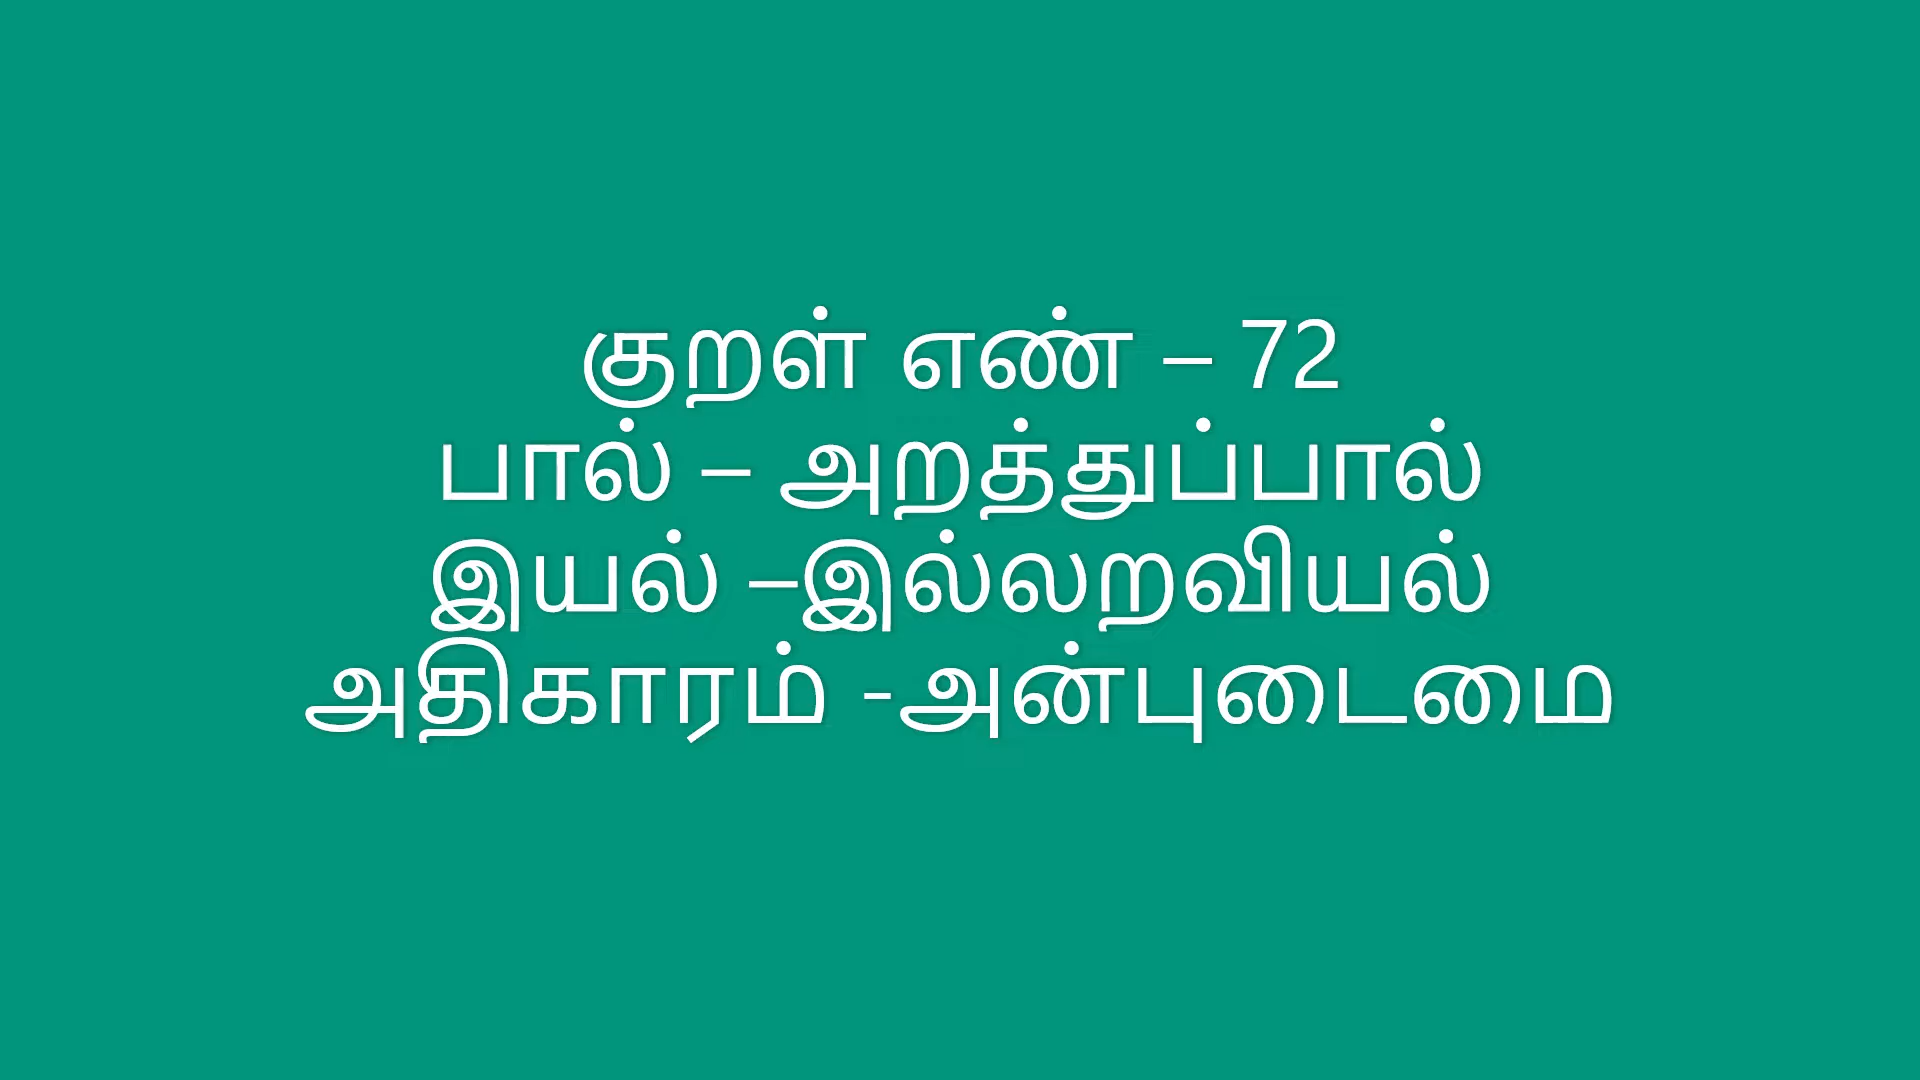 குறள் எண் – 72
பால் – அறத்துப்பால்
இயல் –இல்லறவியல்
அதிகாரம் -அன்புடைமை